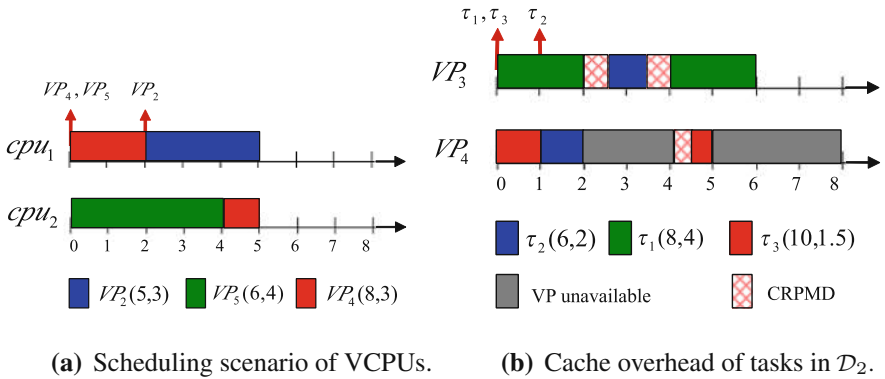 VP₄, VP₅ VP₂
cpu₁
cpu₂
0 1 2 3 4 5 6 7 8
VP₂(5,3) VP₅(6,4) VP₄(8,3)
(a) Scheduling scenario of VCPUs.
τ₁, τ₃ τ₂
VP₃
VP₄
0 1 2 3 4 5 6 7 8
τ₂(6,2) τ₁(8,4) τ₃(10,1.5)
VP unavailable CRPMD
(b) Cache overhead of tasks in 𝒟₂.